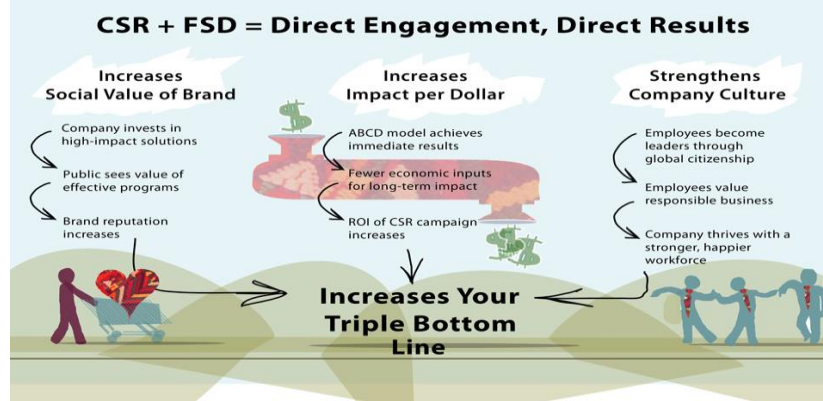 CSR + FSD = Direct Engagement, Direct Results
Increases
Social Value of Brand
Company invests in
high-impact solutions
Public sees value of
effective programs
Brand reputation
increases
Increases
Impact per Dollar
$
ABCD model achieves
immediate results
Fewer economic inputs
for long-term impact
ROI of CSR campaign
increases
$ $ $
Strengthens
Company Culture
Employees become
leaders through
global citizenship
Employees value
responsible business
Company thrives with a
stronger, happier
workforce
Increases Your
Triple Bottom
Line